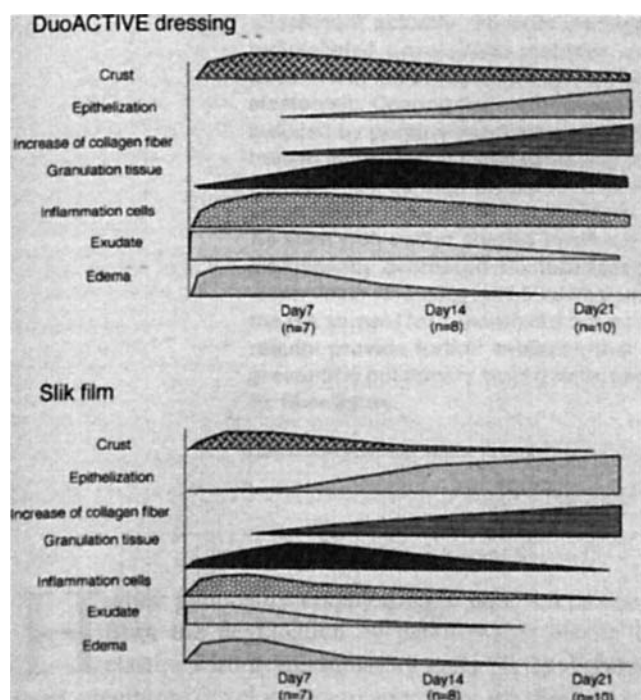 DuoACTIVE dressing
Crust
Epithelization
Increase of collagen fiber
Granulation tissue
Inflammation cells
Exudate
Edema
Day7 Day14 Day21
(n=7) (n=8) (n=10)
Slik film
Crust
Epithelization
Increase of collagen fiber
Granulation tissue
Inflammation cells
Exudate
Edema
Day7 Day14 Day21
(n=7) (n=8) (n=10)